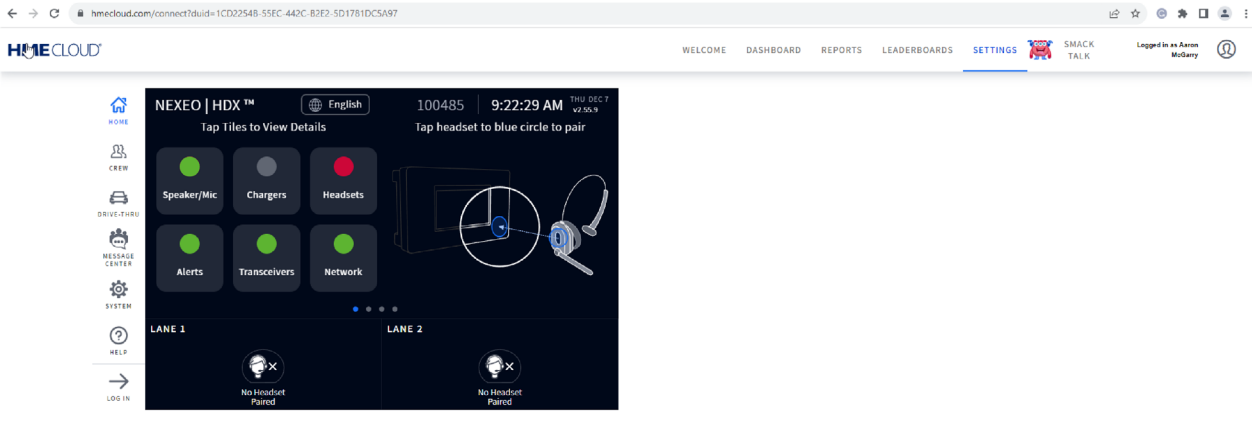 hmecloud.com/connect?duid=1CD2254B-55EC-442C-B2E2-5D1781DC5A97
HME CLOUD®
WELCOME DASHBOARD REPORTS LEADERBOARDS SETTINGS SMACK TALK
Logged in as Aaron McGarry
HOME
CREW
DRIVE-THRU
MESSAGE CENTER
SYSTEM
HELP
LOG IN
NEXEO | HDX ™ English 100485 9:22:29 AM THU DEC 7
v2.55.9
Tap Tiles to View Details
Tap headset to blue circle to pair
Speaker/Mic Chargers Headsets
Alerts Transceivers Network
LANE 1
No Headset
Paired
LANE 2
No Headset
Paired